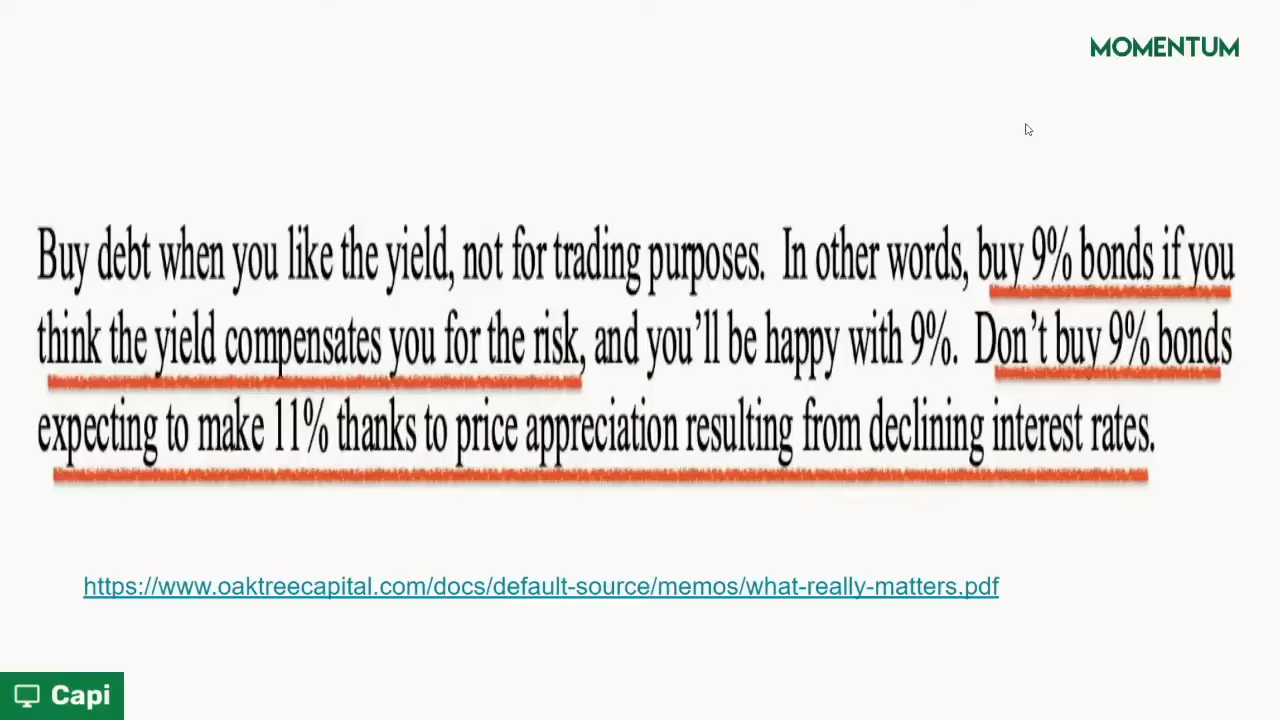 MOMENTUM
Buy debt when you like the yield, not for trading purposes.  In other words, buy 9% bonds if you
think the yield compensates you for the risk, and you’ll be happy with 9%.  Don’t buy 9% bonds
expecting to make 11% thanks to price appreciation resulting from declining interest rates.
https://www.oaktreecapital.com/docs/default-source/memos/what-really-matters.pdf
Capi